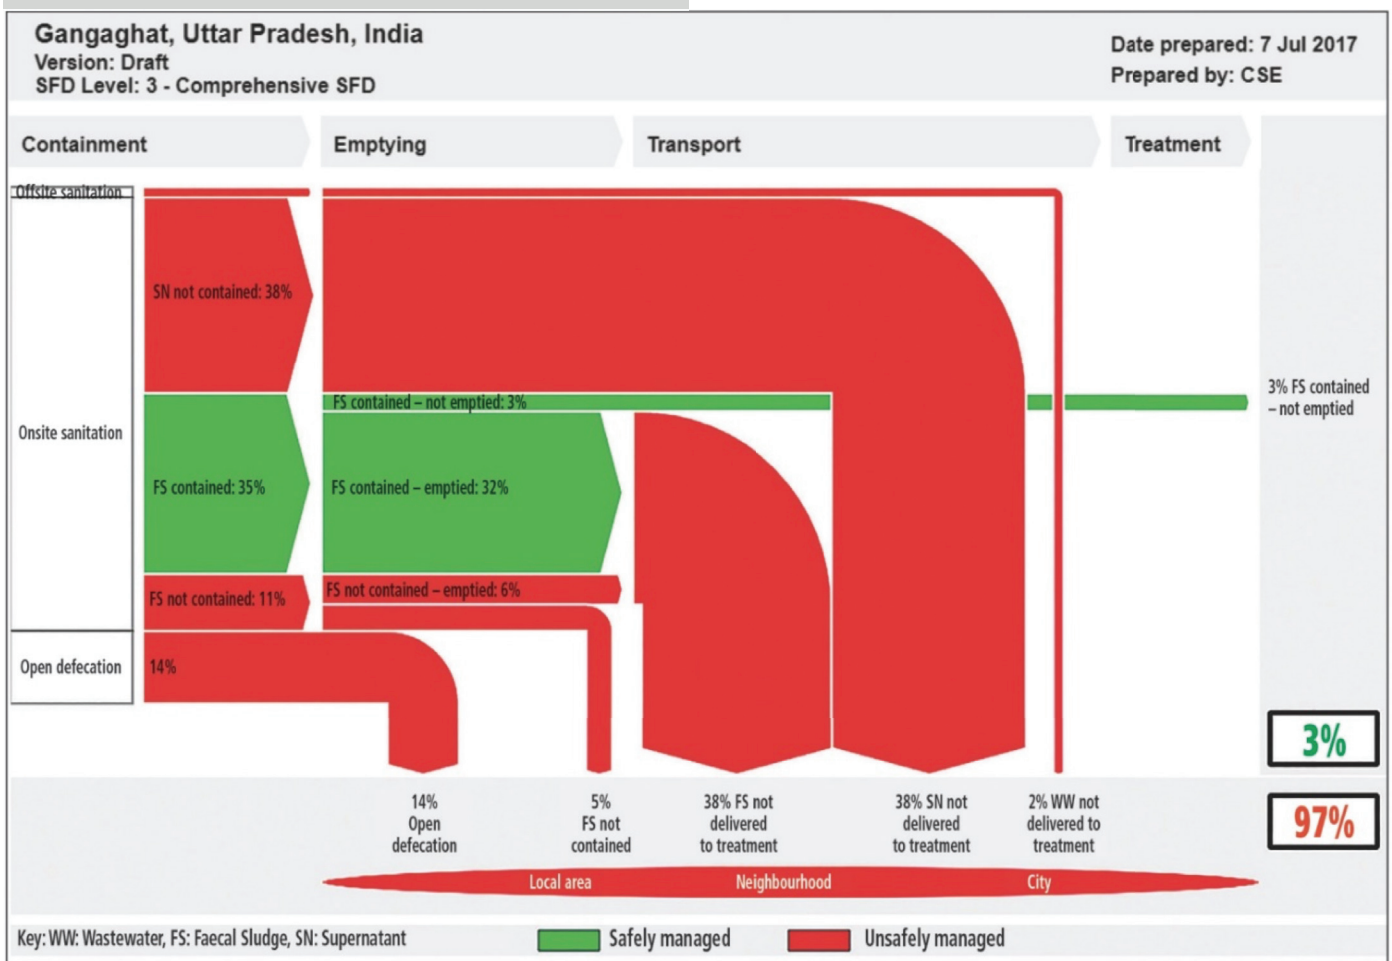 Gangaghat, Uttar Pradesh, India
Version: Draft
SFD Level: 3 - Comprehensive SFD
Date prepared: 7 Jul 2017
Prepared by: CSE
Containment
Emptying
Transport
Treatment
Offsite sanitation
SN not contained: 38%
FS contained – not emptied: 3%
3% FS contained
– not emptied
Onsite sanitation
FS contained: 35%
FS contained – emptied: 32%
FS not contained – emptied: 6%
FS not contained: 11%
Open defecation
14%
3%
97%
14%
Open
defecation
5%
FS not
contained
38% FS not
delivered
to treatment
38% SN not
delivered
to treatment
2% WW not
delivered to
treatment
Local area
Neighbourhood
City
Key: WW: Wastewater, FS: Faecal Sludge, SN: Supernatant
Safely managed
Unsafely managed